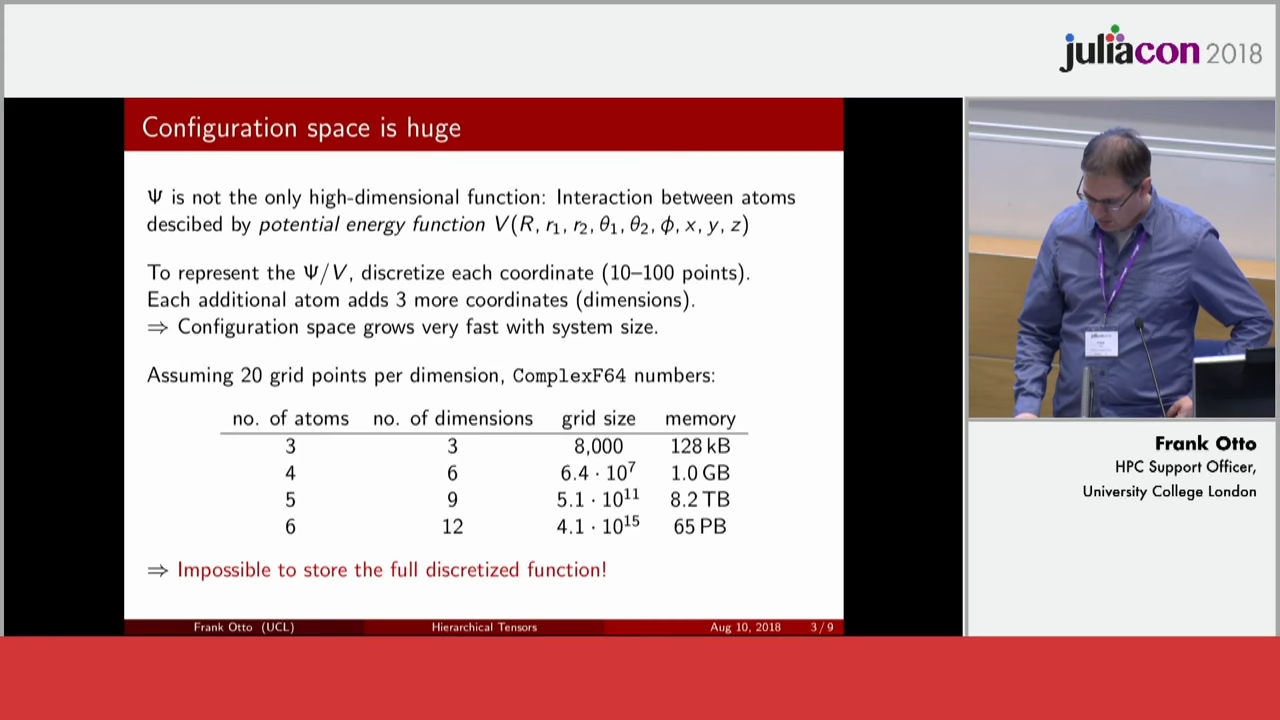 juliacon 2018
Configuration space is huge
Ψ is not the only high-dimensional function: Interaction between atoms
descibed by potential energy function V(R, r₁, r₂, θ₁, θ₂, ϕ, x, y, z)
To represent the Ψ/V, discretize each coordinate (10–100 points).
Each additional atom adds 3 more coordinates (dimensions).
⇒ Configuration space grows very fast with system size.
Assuming 20 grid points per dimension, ComplexF64 numbers:
no. of atoms no. of dimensions grid size memory
3 3 8,000 128 kB
4 6 6.4 · 10⁷ 1.0 GB
5 9 5.1 · 10¹¹ 8.2 TB
6 12 4.1 · 10¹⁵ 65 PB
⇒ Impossible to store the full discretized function!
Frank Otto (UCL) Hierarchical Tensors Aug 10, 2018 3 / 9
Frank Otto
HPC Support Officer,
University College London